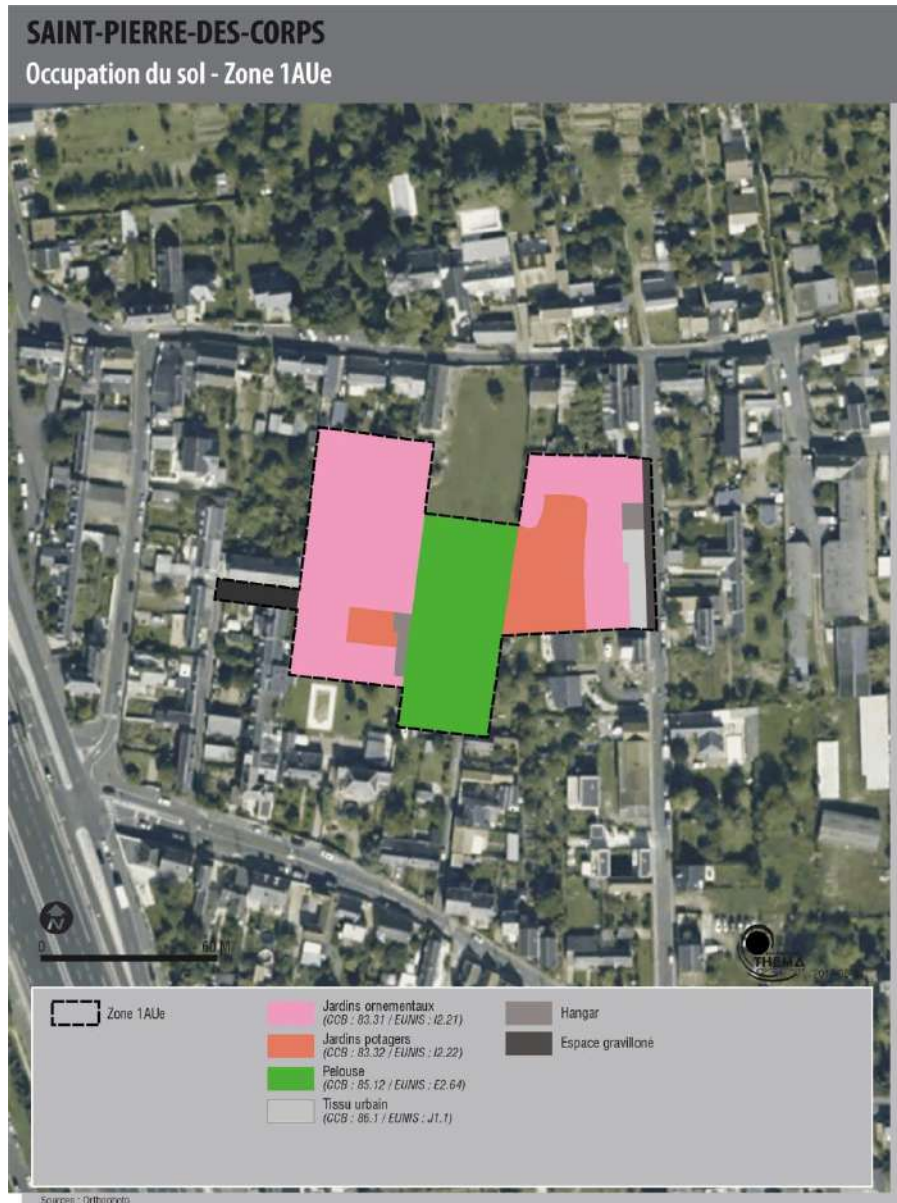 SAINT-PIERRE-DES-CORPS
Occupation du sol - Zone 1AUe
N
0 60 M
THEMA
Zone 1AUe
Jardins ornementaux
(CCB : 83.31 / EUNIS : I2.21)
Jardins potagers
(CCB : 83.32 / EUNIS : I2.22)
Pelouse
(CCB : 85.12 / EUNIS : E2.64)
Tissu urbain
(CCB : 86.1 / EUNIS : J1.1)
Hangar
Espace gravilloné
Sources : Orthophoto